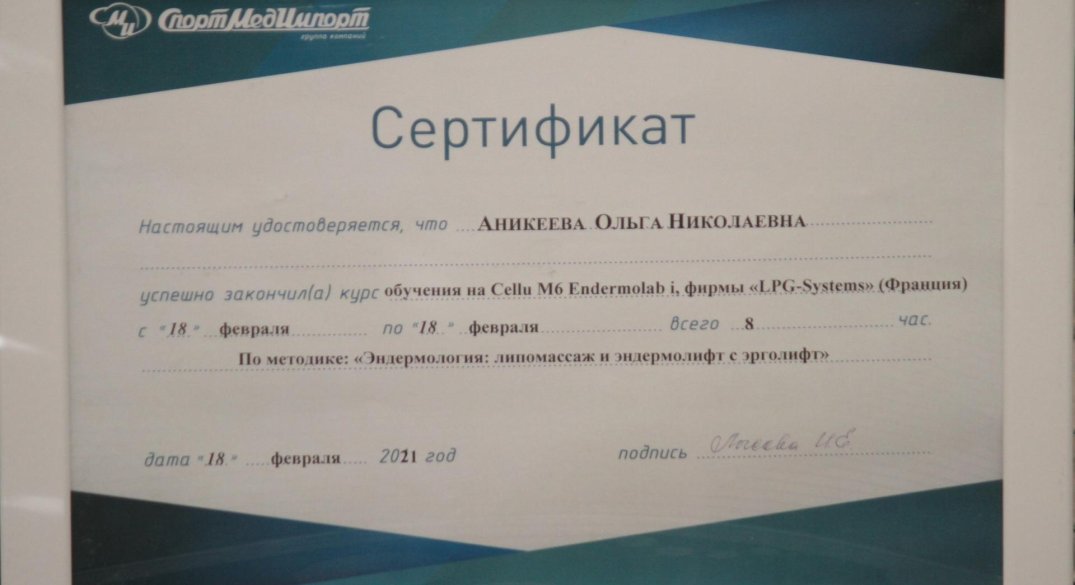 МИ СпортМедИмпорт
группа компаний
Сертификат
Настоящим удостоверяется, что Аникеева Ольга Николаевна
успешно закончил(а) курс обучения на Cellu M6 Endermolab i, фирмы «LPG-Systems» (Франция)
с "18" февраля по "18" февраля всего 8 час.
По методике: «Эндермология: липомассаж и эндермолифт с эрголифт»
дата "18" февраля 2021 год подпись